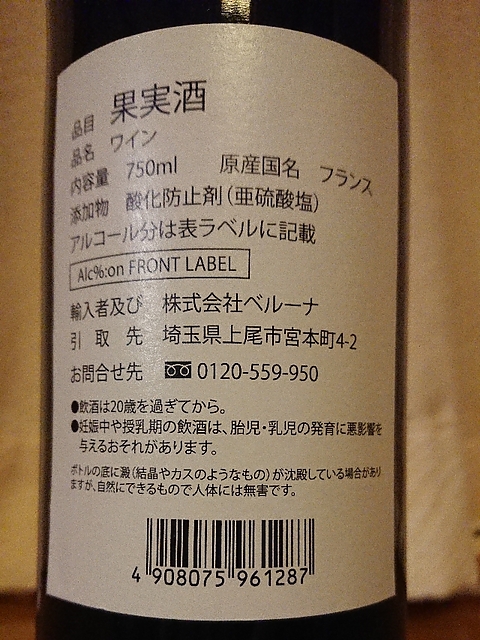 品目 果実酒
品名 ワイン
内容量 750ml 原産国名 フランス
添加物 酸化防止剤(亜硫酸塩)
アルコール分は表ラベルに記載
Alc%:on FRONT LABEL
輸入者及び 株式会社ベルーナ
引取先 埼玉県上尾市宮本町4-2
お問合せ先 0120-559-950
●飲酒は20歳を過ぎてから。
●妊娠中や授乳期の飲酒は、胎児・乳児の発育に悪影響を
与えるおそれがあります。
ボトルの底に澱(結晶やカスのようなもの)が沈殿している場合があり
ますが、自然にできるもので人体には無害です。
4 908075 961287